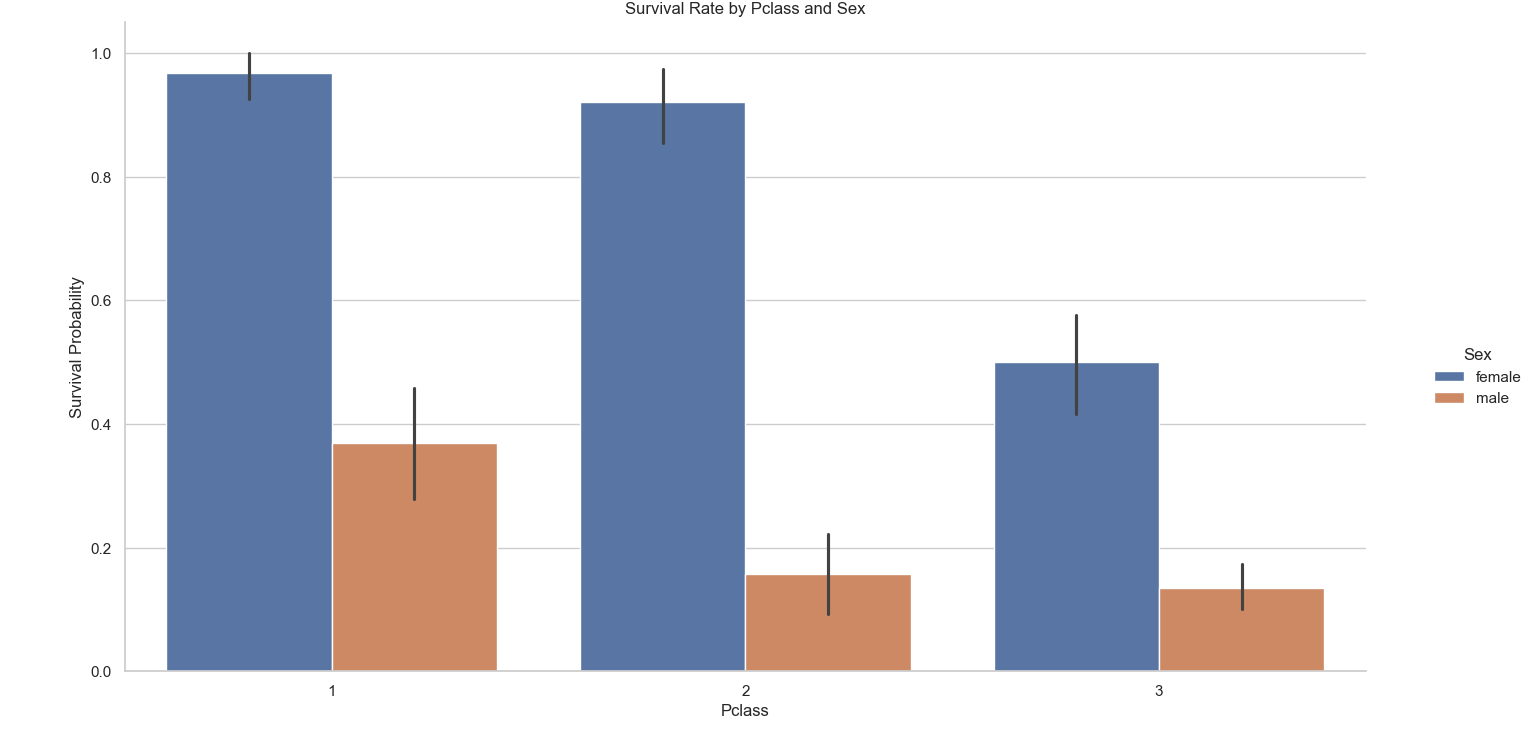 Survival Rate by Pclass and Sex
1.0
0.8
0.6
0.4
0.2
0.0
Survival Probability
1
2
3
Pclass
Sex
female
male